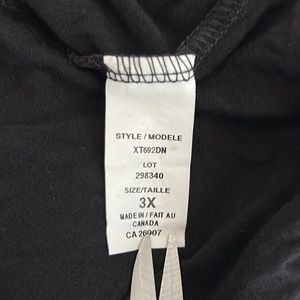 STYLE / MODELE
XT692DN
LOT
298340
SIZE/TAILLE
3X
MADE IN / FAIT AU
CANADA
CA 26907